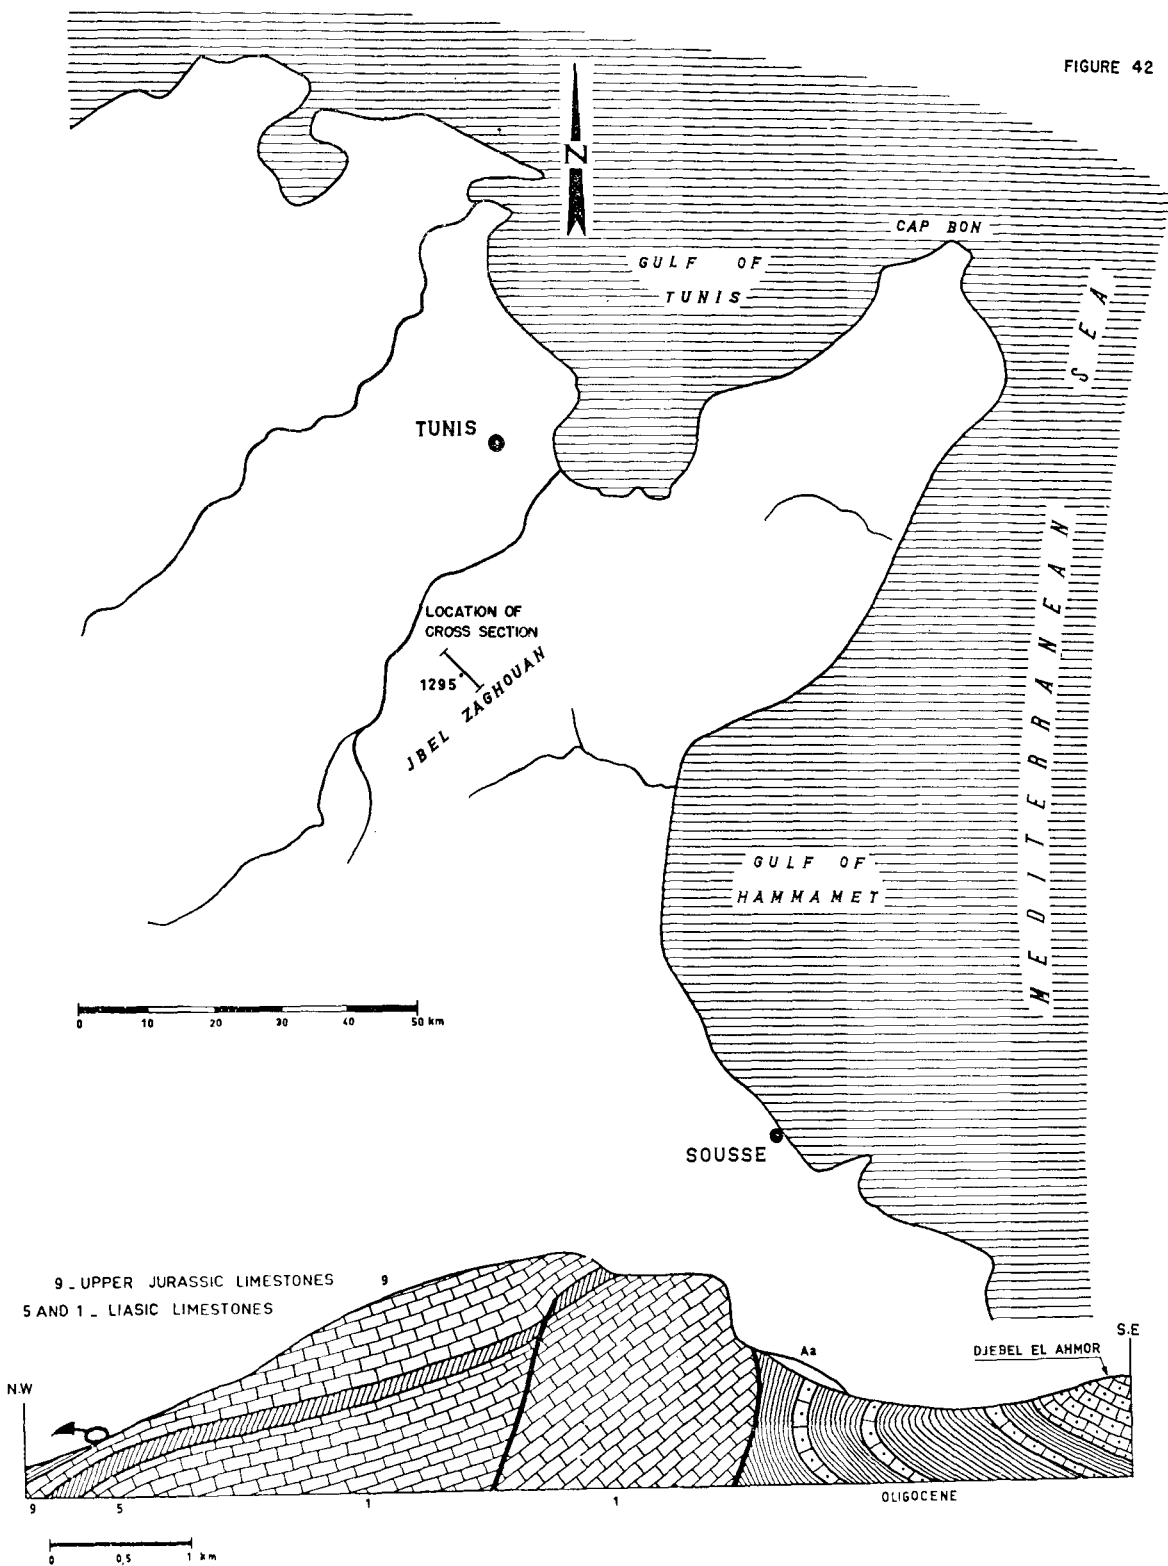 FIGURE 42
N
CAP BON
GULF OF
TUNIS
MEDITERRANEAN SEA
TUNIS
LOCATION OF
CROSS SECTION
1295
JBEL ZAGHOUAN
GULF OF
HAMMAMET
0 10 20 30 40 50 km
SOUSSE
9_ UPPER JURASSIC LIMESTONES 9
5 AND 1_ LIASIC LIMESTONES
S.E
DJEBEL EL AHMOR
Aa
N.W
9 5 1 1 OLIGOCENE
0 0,5 1 km